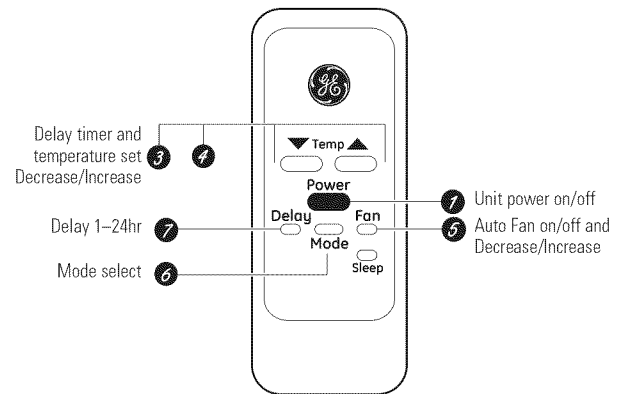 GE
Delay timer and
temperature set
Decrease/Increase
3 4
Temp
Power
1 Unit power on/off
Delay 1–24hr 7
Delay
Fan
5 Auto Fan on/off and
Decrease/Increase
Mode
Mode select 6
Sleep